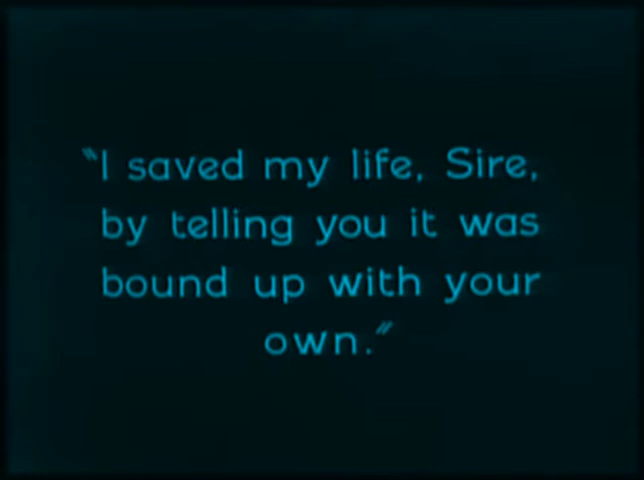 “I saved my life, Sire,
by telling you it was
bound up with your
own.”